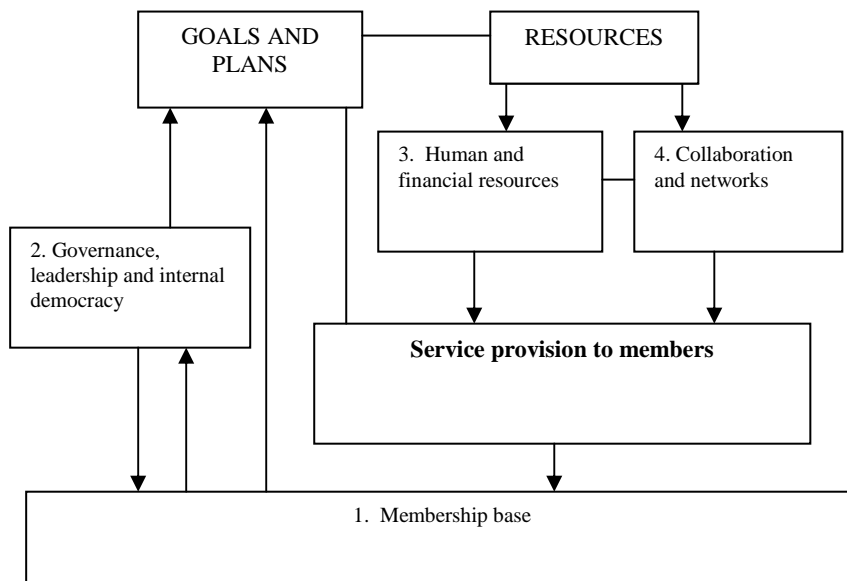 GOALS AND
PLANS
RESOURCES
3. Human and
financial resources
4. Collaboration
and networks
2. Governance,
leadership and internal
democracy
Service provision to members
1. Membership base